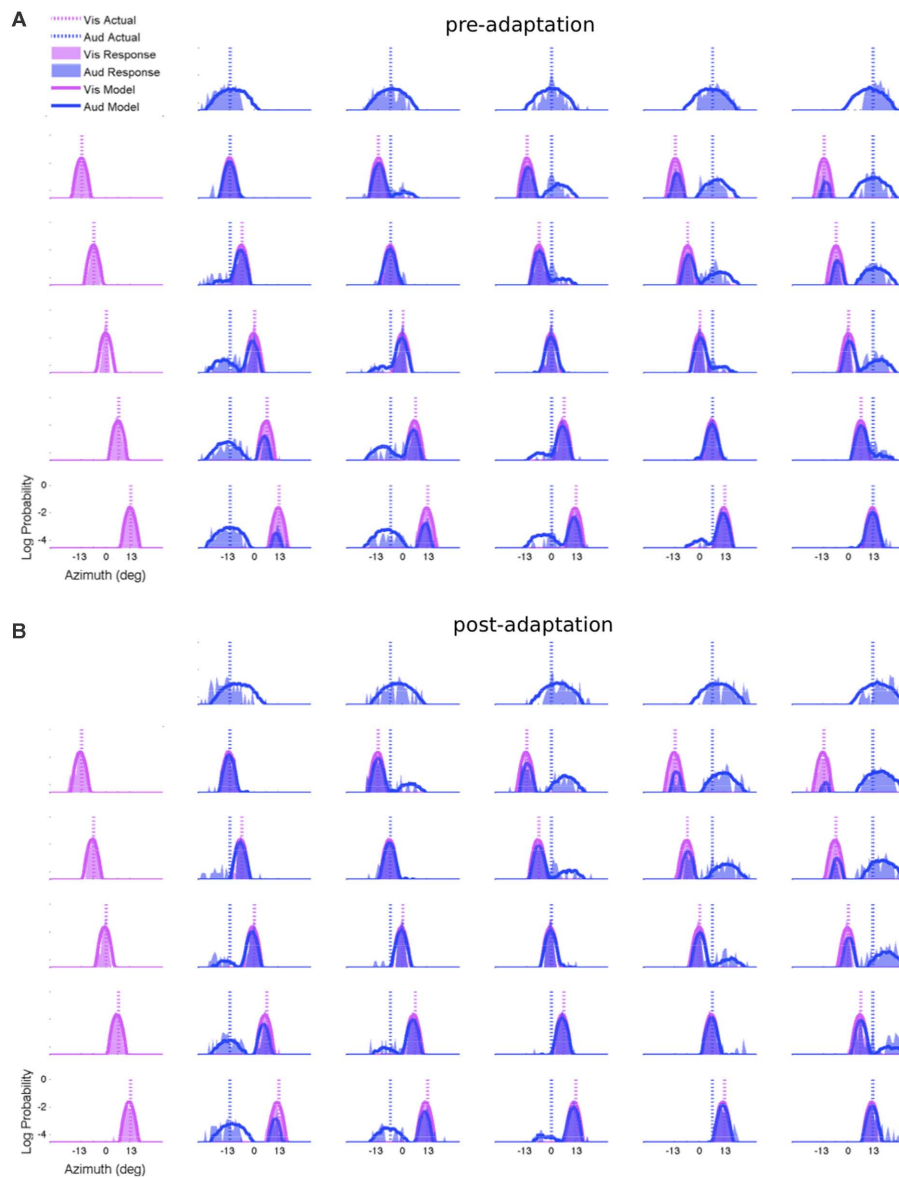 A
Vis Actual
Aud Actual
Vis Response
Aud Response
Vis Model
Aud Model
pre-adaptation
Log Probability
0
-2
-4
-13 0 13
-13 0 13
-13 0 13
-13 0 13
-13 0 13
-13 0 13
Azimuth (deg)
B
post-adaptation
Log Probability
0
-2
-4
-13 0 13
-13 0 13
-13 0 13
-13 0 13
-13 0 13
-13 0 13
Azimuth (deg)